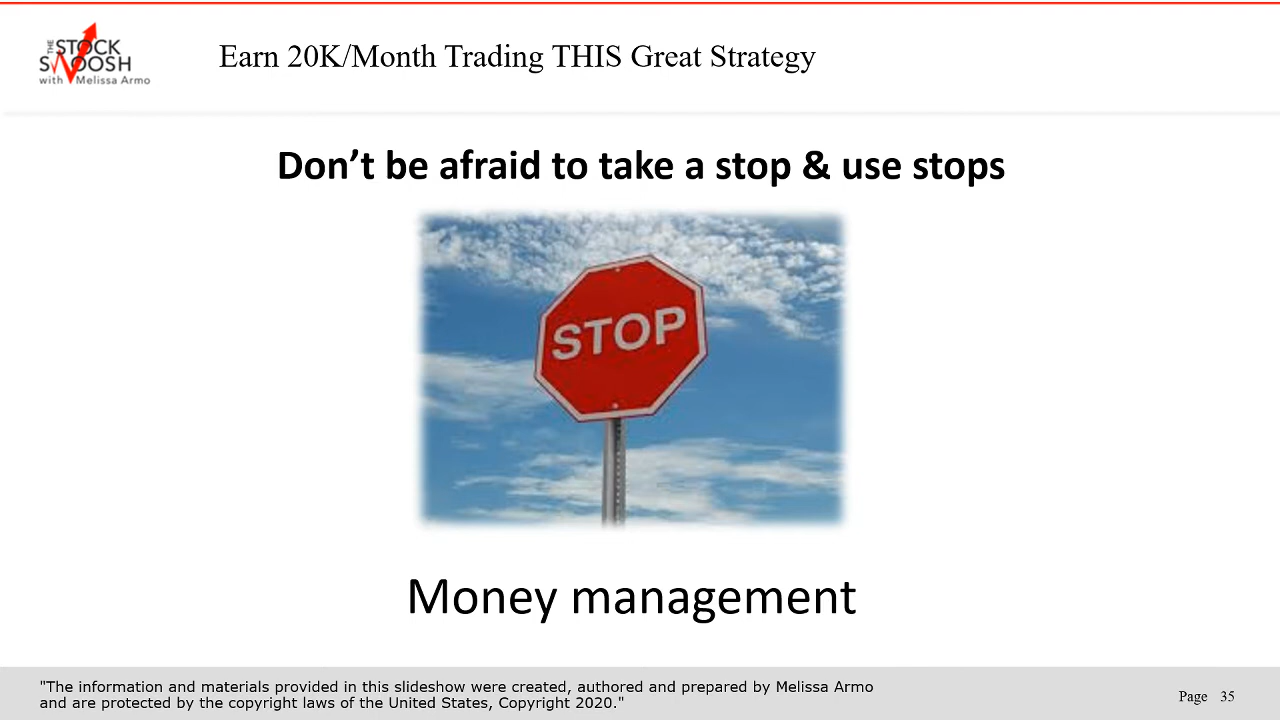 THE
STOCK
SWOOSH
with Melissa Armo
Earn 20K/Month Trading THIS Great Strategy
Don’t be afraid to take a stop & use stops
STOP
Money management
"The information and materials provided in this slideshow were created, authored and prepared by Melissa Armo
and are protected by the copyright laws of the United States, Copyright 2020."
Page 35